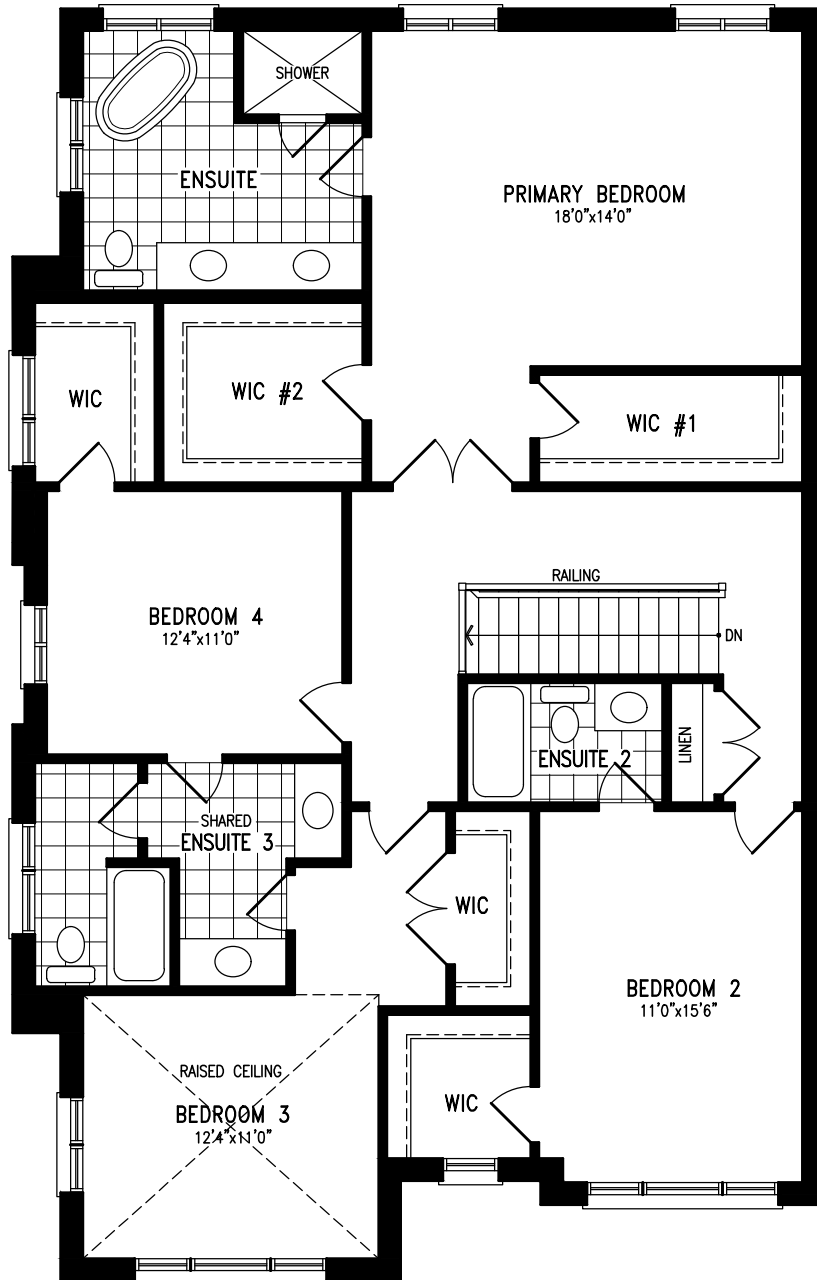 SHOWER
ENSUITE
PRIMARY BEDROOM
18'0"x14'0"
WIC
WIC #2
WIC #1
RAILING
DN
BEDROOM 4
12'4"x11'0"
LINEN
ENSUITE 2
SHARED
ENSUITE 3
WIC
BEDROOM 2
11'0"x15'6"
RAISED CEILING
BEDROOM 3
12'4"x11'0"
WIC